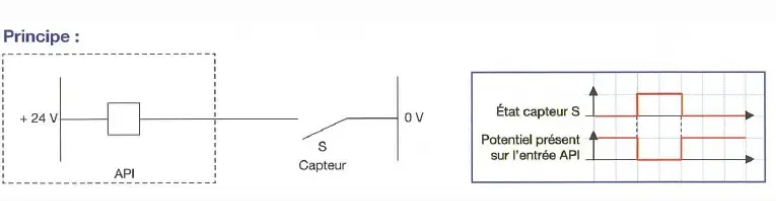 Principe :
+ 24 V
API
S
Capteur
0 V
État capteur S
Potentiel présent
sur l'entrée API